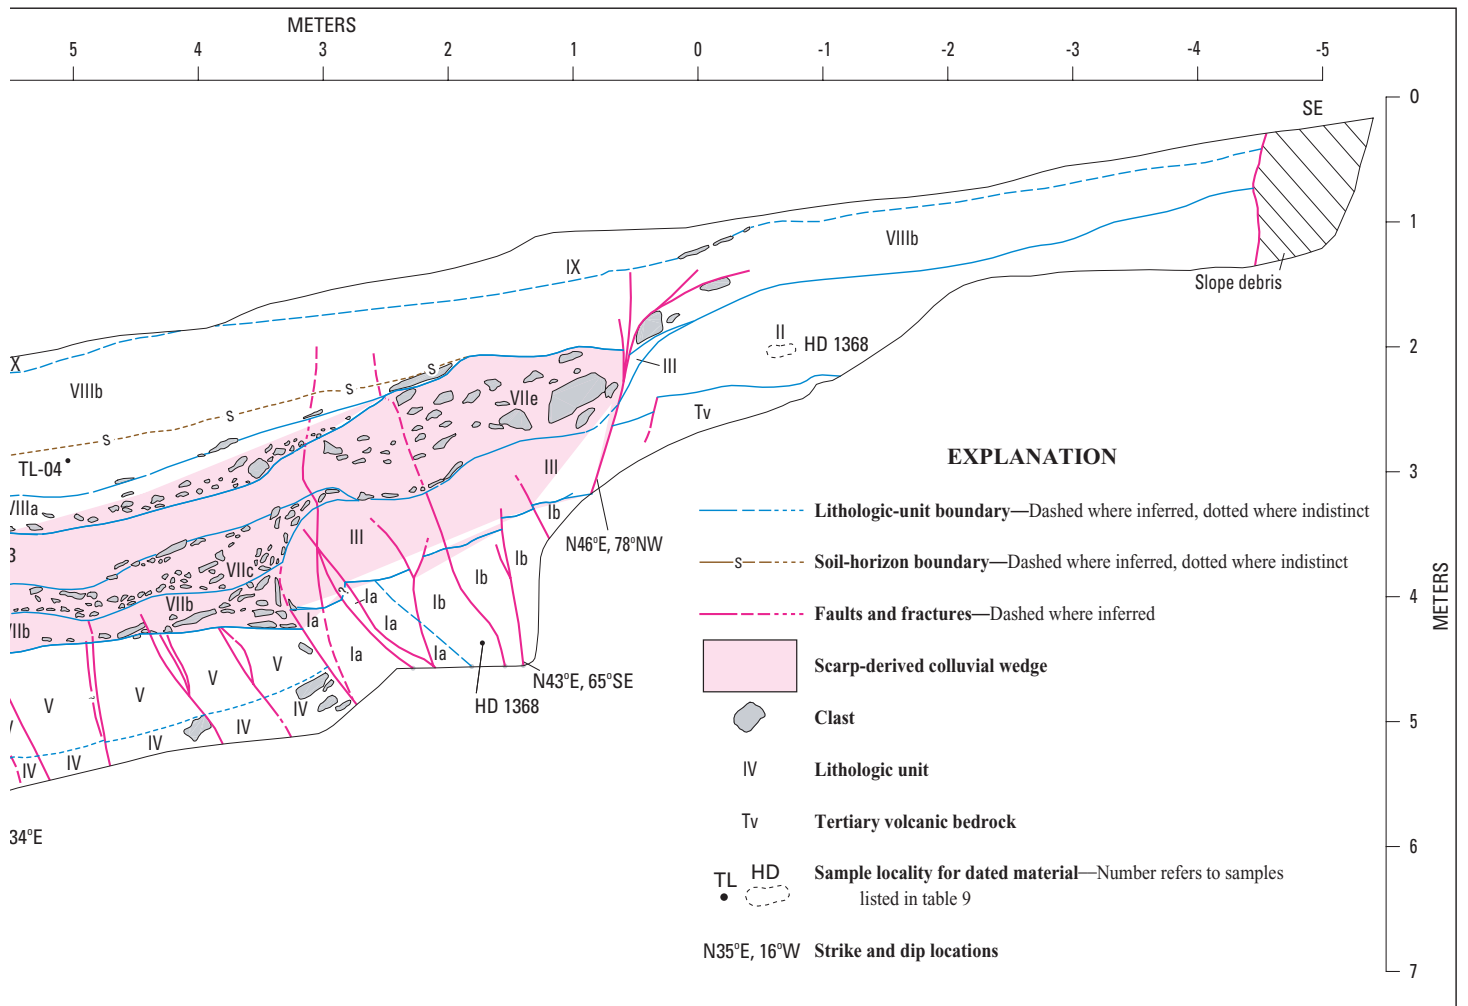 METERS
5 4 3 2 1 0 -1 -2 -3 -4 -5
0
SE
1
VIIIb
IX
Slope debris
II
HD 1368
2
X
III
VIIIb
S
S
VIIe
S
S
Tv
TL-04
EXPLANATION
3
III
VIIIa
Ib
Lithologic-unit boundary—Dashed where inferred, dotted where indistinct
III
N46°E, 78°NW
3
Ib
VIIc
Soil-horizon boundary—Dashed where inferred, dotted where indistinct
S
Ib
?
Ia
VIIb
Ib
4
VIIb
Ia
Ia
Faults and fractures—Dashed where inferred
METERS
Ia
Ia
V
V
V
V
N43°E, 65°SE
Scarp-derived colluvial wedge
HD 1368
IV
IV
IV
IV
IV
5
Clast
IV
Lithologic unit
Tv
Tertiary volcanic bedrock
34°E
6
TL
HD
Sample locality for dated material—Number refers to samples
listed in table 9
N35°E, 16°W
Strike and dip locations
7